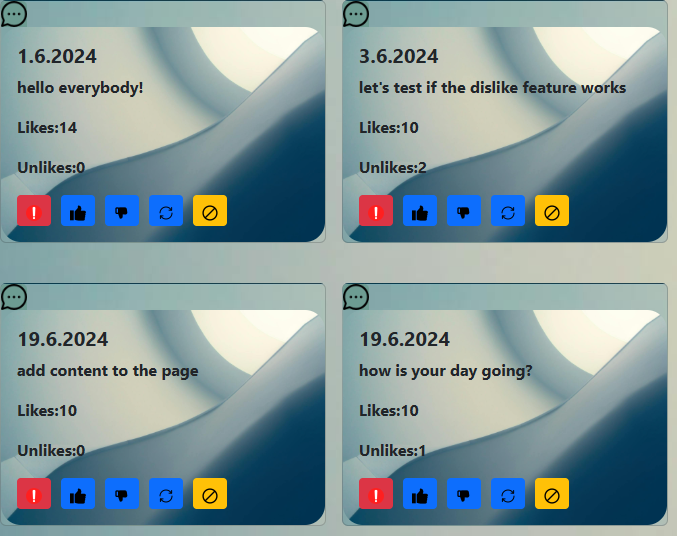 1.6.2024
hello everybody!
Likes:14
Unlikes:0
3.6.2024
let's test if the dislike feature works
Likes:10
Unlikes:2
19.6.2024
add content to the page
Likes:10
Unlikes:0
19.6.2024
how is your day going?
Likes:10
Unlikes:1